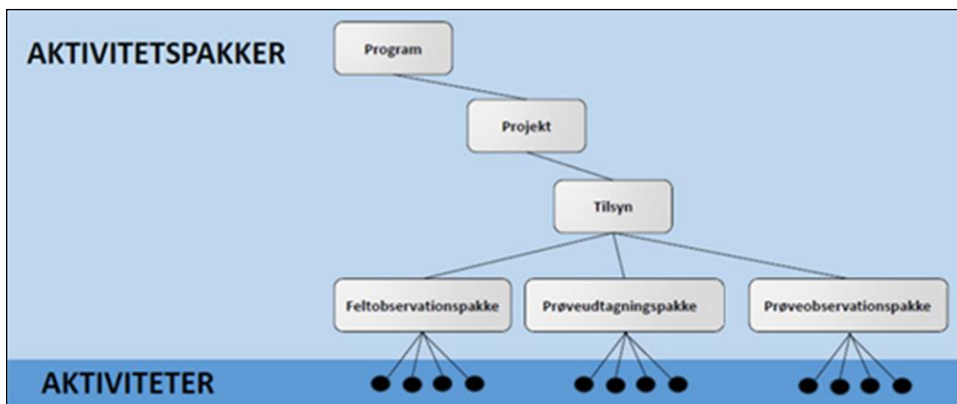 AKTIVITETSPAKKER
Program
Projekt
Tilsyn
Feltobservationspakke
Prøveudtagningspakke
Prøveobservationspakke
AKTIVITETER